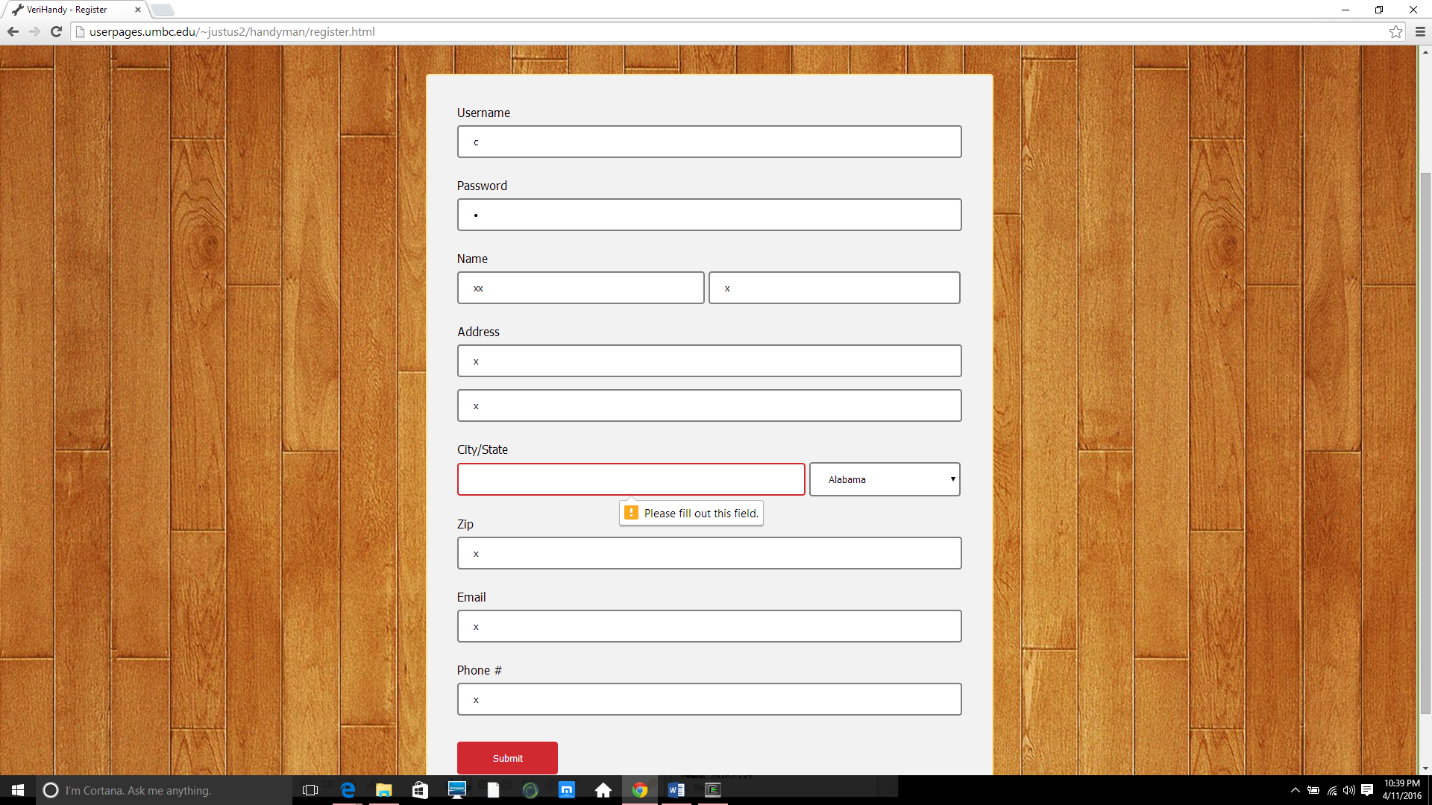 VeriHandy - Register
userpages.umbc.edu/~justus2/handyman/register.html
Username
c
Password
•
Name
xx x
Address
x
x
City/State
Alabama
Please fill out this field.
Zip
x
Email
x
Phone #
x
Submit
I'm Cortana. Ask me anything.
10:39 PM
4/11/2016